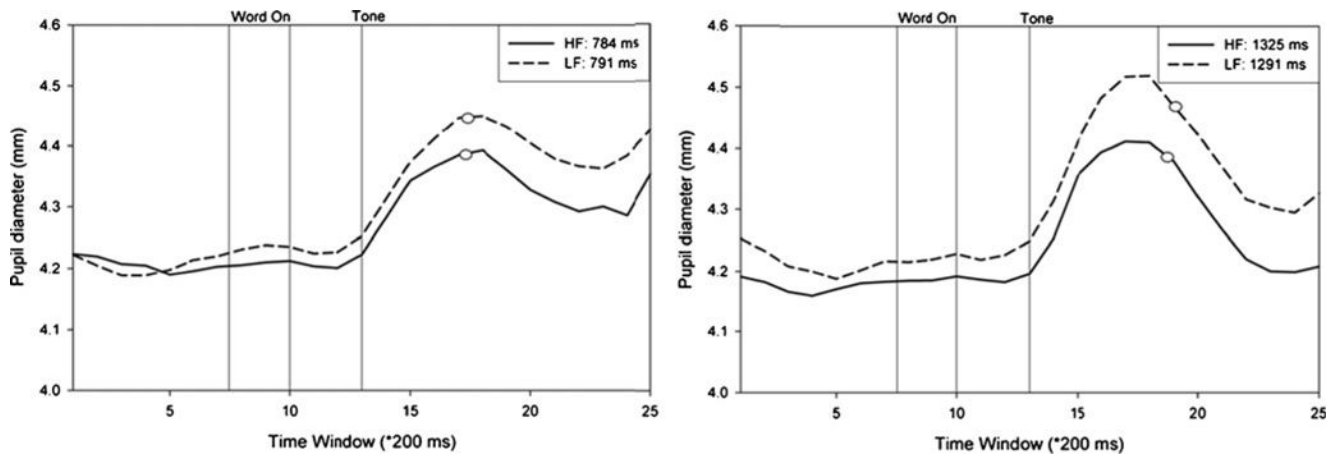 Word On Tone
HF: 784 ms
LF: 791 ms
Pupil diameter (mm)
4.6
4.5
4.4
4.3
4.2
4.1
4.0
5 10 15 20 25
Time Window (*200 ms)
Word On Tone
HF: 1325 ms
LF: 1291 ms
Pupil diameter (mm)
4.6
4.5
4.4
4.3
4.2
4.1
4.0
5 10 15 20 25
Time Window (*200 ms)